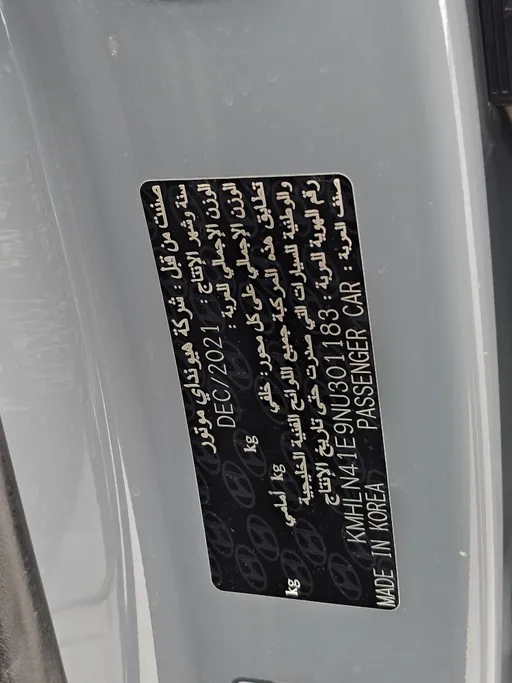 صنعت من قبل : شركة هيونداي موتور
سنة وشهر الإنتاج : DEC/2021
الوزن الإجمالي للعربة : kg
الوزن الإجمالي على كل محور : خلفي kg أمامي kg
تطابق هذه المركبة جميع اللوائح الفنية الخليجية
والوطنية للسيارات التي صدرت حتى تاريخ الإنتاج
رقم الهوية للعربة : KMHLN41E9NU301183
صنف العربة : PASSENGER CAR
MADE IN KOREA